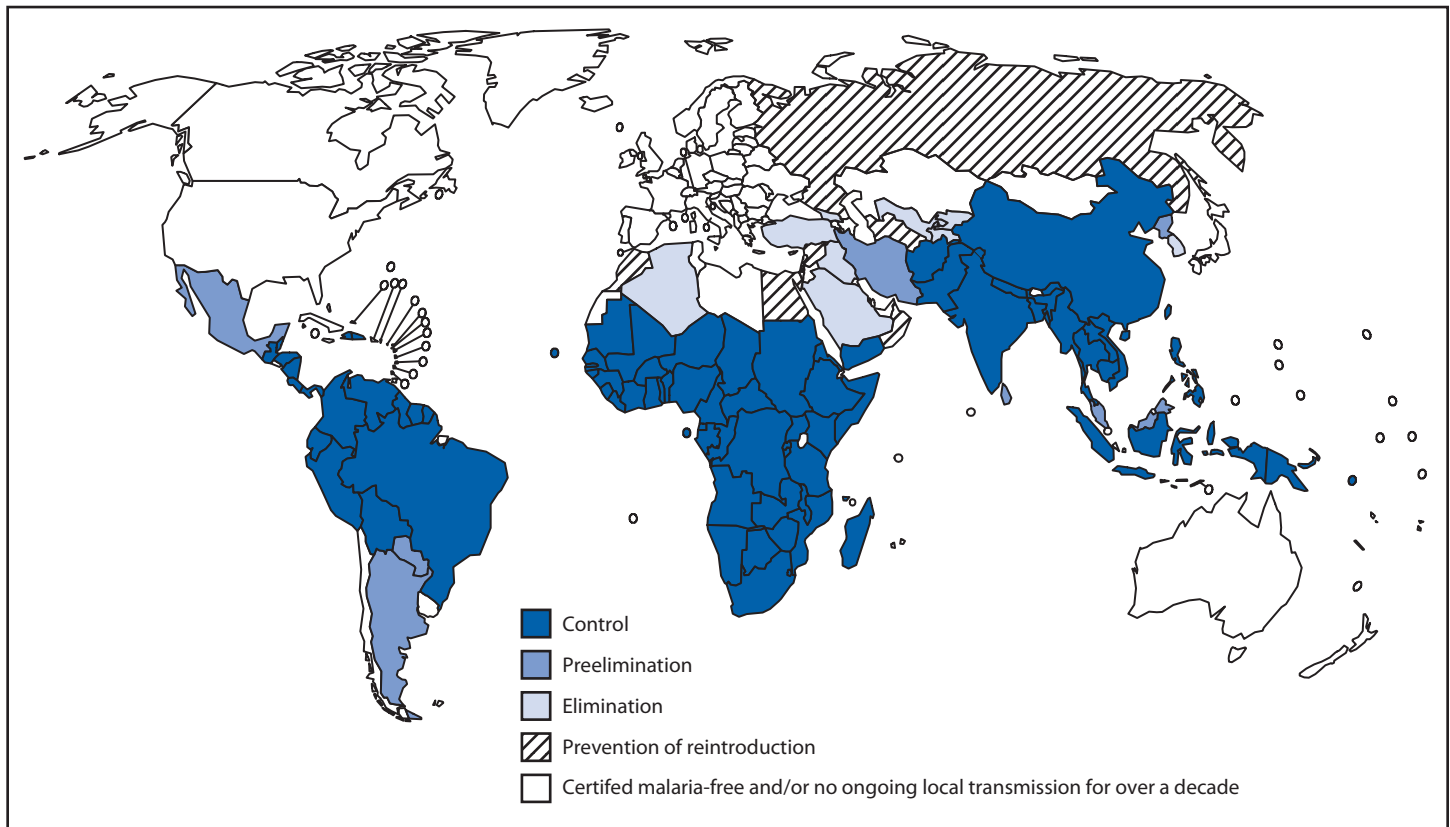 Control
Preelimination
Elimination
Prevention of reintroduction
Certifed malaria-free and/or no ongoing local transmission for over a decade